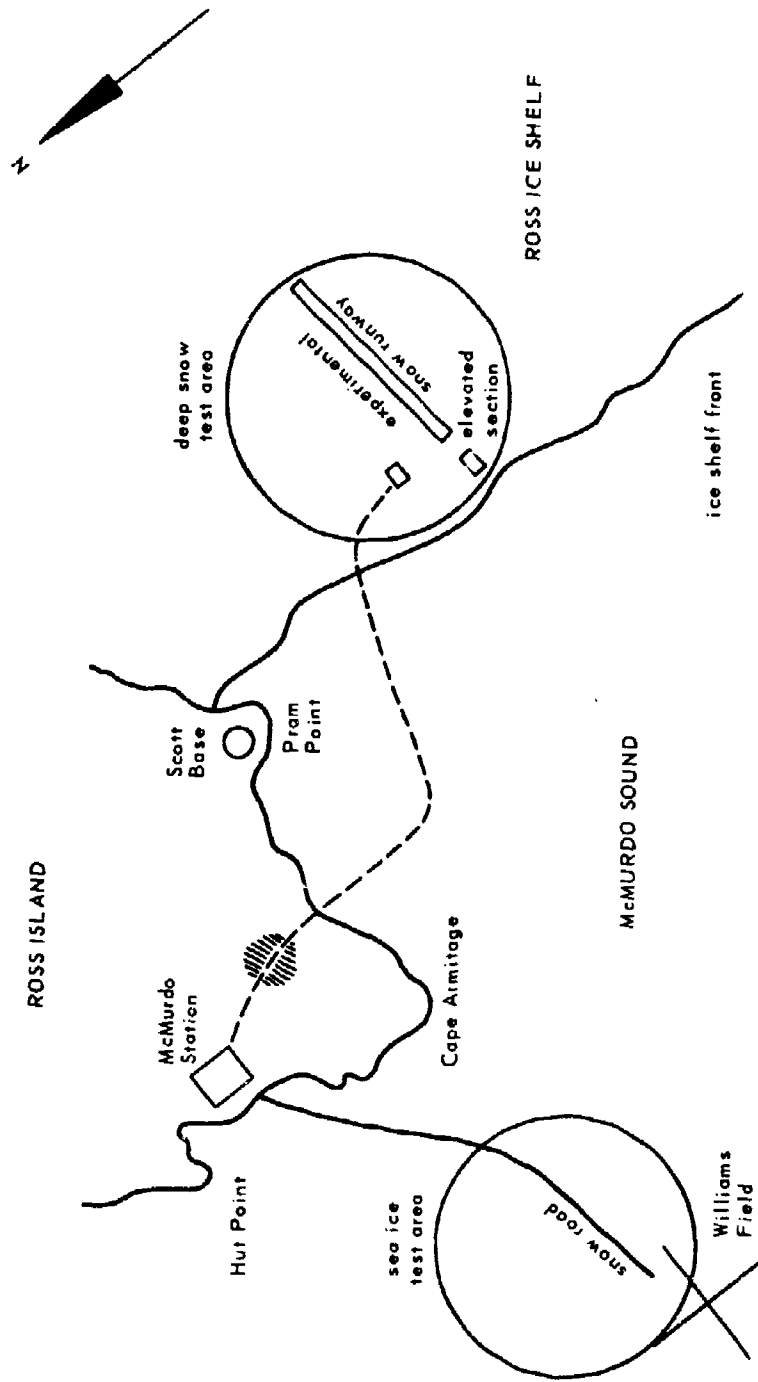 N
ROSS ISLAND
ROSS ICE SHELF
deep snow
test area
experimental
snow runway
elevated
section
Scott
Base
Pram
Point
McMurdo
Station
Hut Point
Cape Armitage
McMURDO SOUND
ice shelf front
sea ice
test area
snow road
Williams
Field